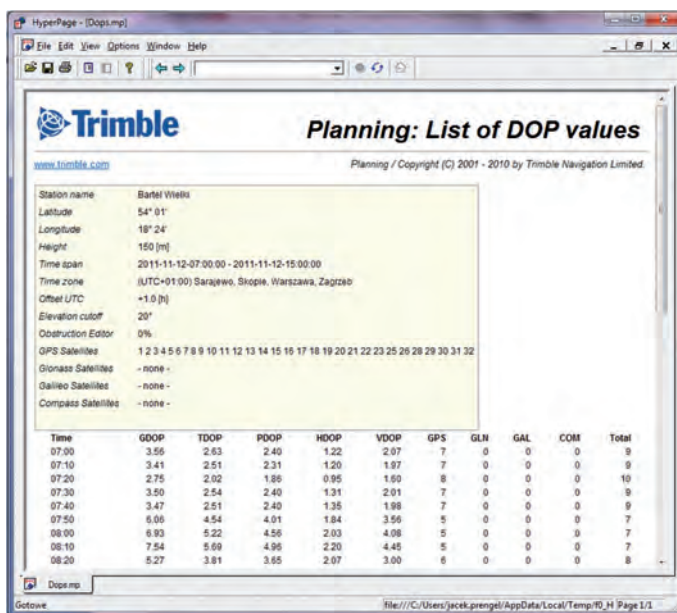 HyperPage - [Dops.mp]
File Edit View Options Window Help
Trimble
Planning: List of DOP values
www.trimble.com
Planning / Copyright (C) 2001 - 2010 by Trimble Navigation Limited.
Station name Bartel Wielki
Latitude 54° 01'
Longitude 18° 24'
Height 150 [m]
Time span 2011-11-12-07:00:00 - 2011-11-12-15:00:00
Time zone (UTC+01:00) Sarajewo, Skopie, Warszawa, Zagrzeb
Offset UTC +1.0 [h]
Elevation cutoff 20°
Obstruction Editor 0%
GPS Satellites 1 2 3 4 5 6 7 8 9 10 11 12 13 14 15 16 17 18 19 20 21 22 23 25 26 28 29 30 31 32
Glonass Satellites - none -
Galileo Satellites - none -
Compass Satellites - none -
Time GDOP TDOP PDOP HDOP VDOP GPS GLN GAL COM Total
07:00 3.56 2.63 2.40 1.22 2.07 7 0 0 0 9
07:10 3.41 2.51 2.31 1.20 1.97 7 0 0 0 9
07:20 2.75 2.02 1.86 0.95 1.60 8 0 0 0 10
07:30 3.50 2.54 2.40 1.31 2.01 7 0 0 0 9
07:40 3.47 2.51 2.40 1.35 1.98 7 0 0 0 9
07:50 6.06 4.54 4.01 1.84 3.56 5 0 0 0 7
08:00 6.93 5.22 4.56 2.03 4.08 5 0 0 0 7
08:10 7.54 5.69 4.96 2.20 4.45 5 0 0 0 7
08:20 5.27 3.81 3.65 2.07 3.00 6 0 0 0 8
Dops.mp
Gotowe file:///C:/Users/jacek.prengel/AppData/Local/Temp/f0_H Page 1/1